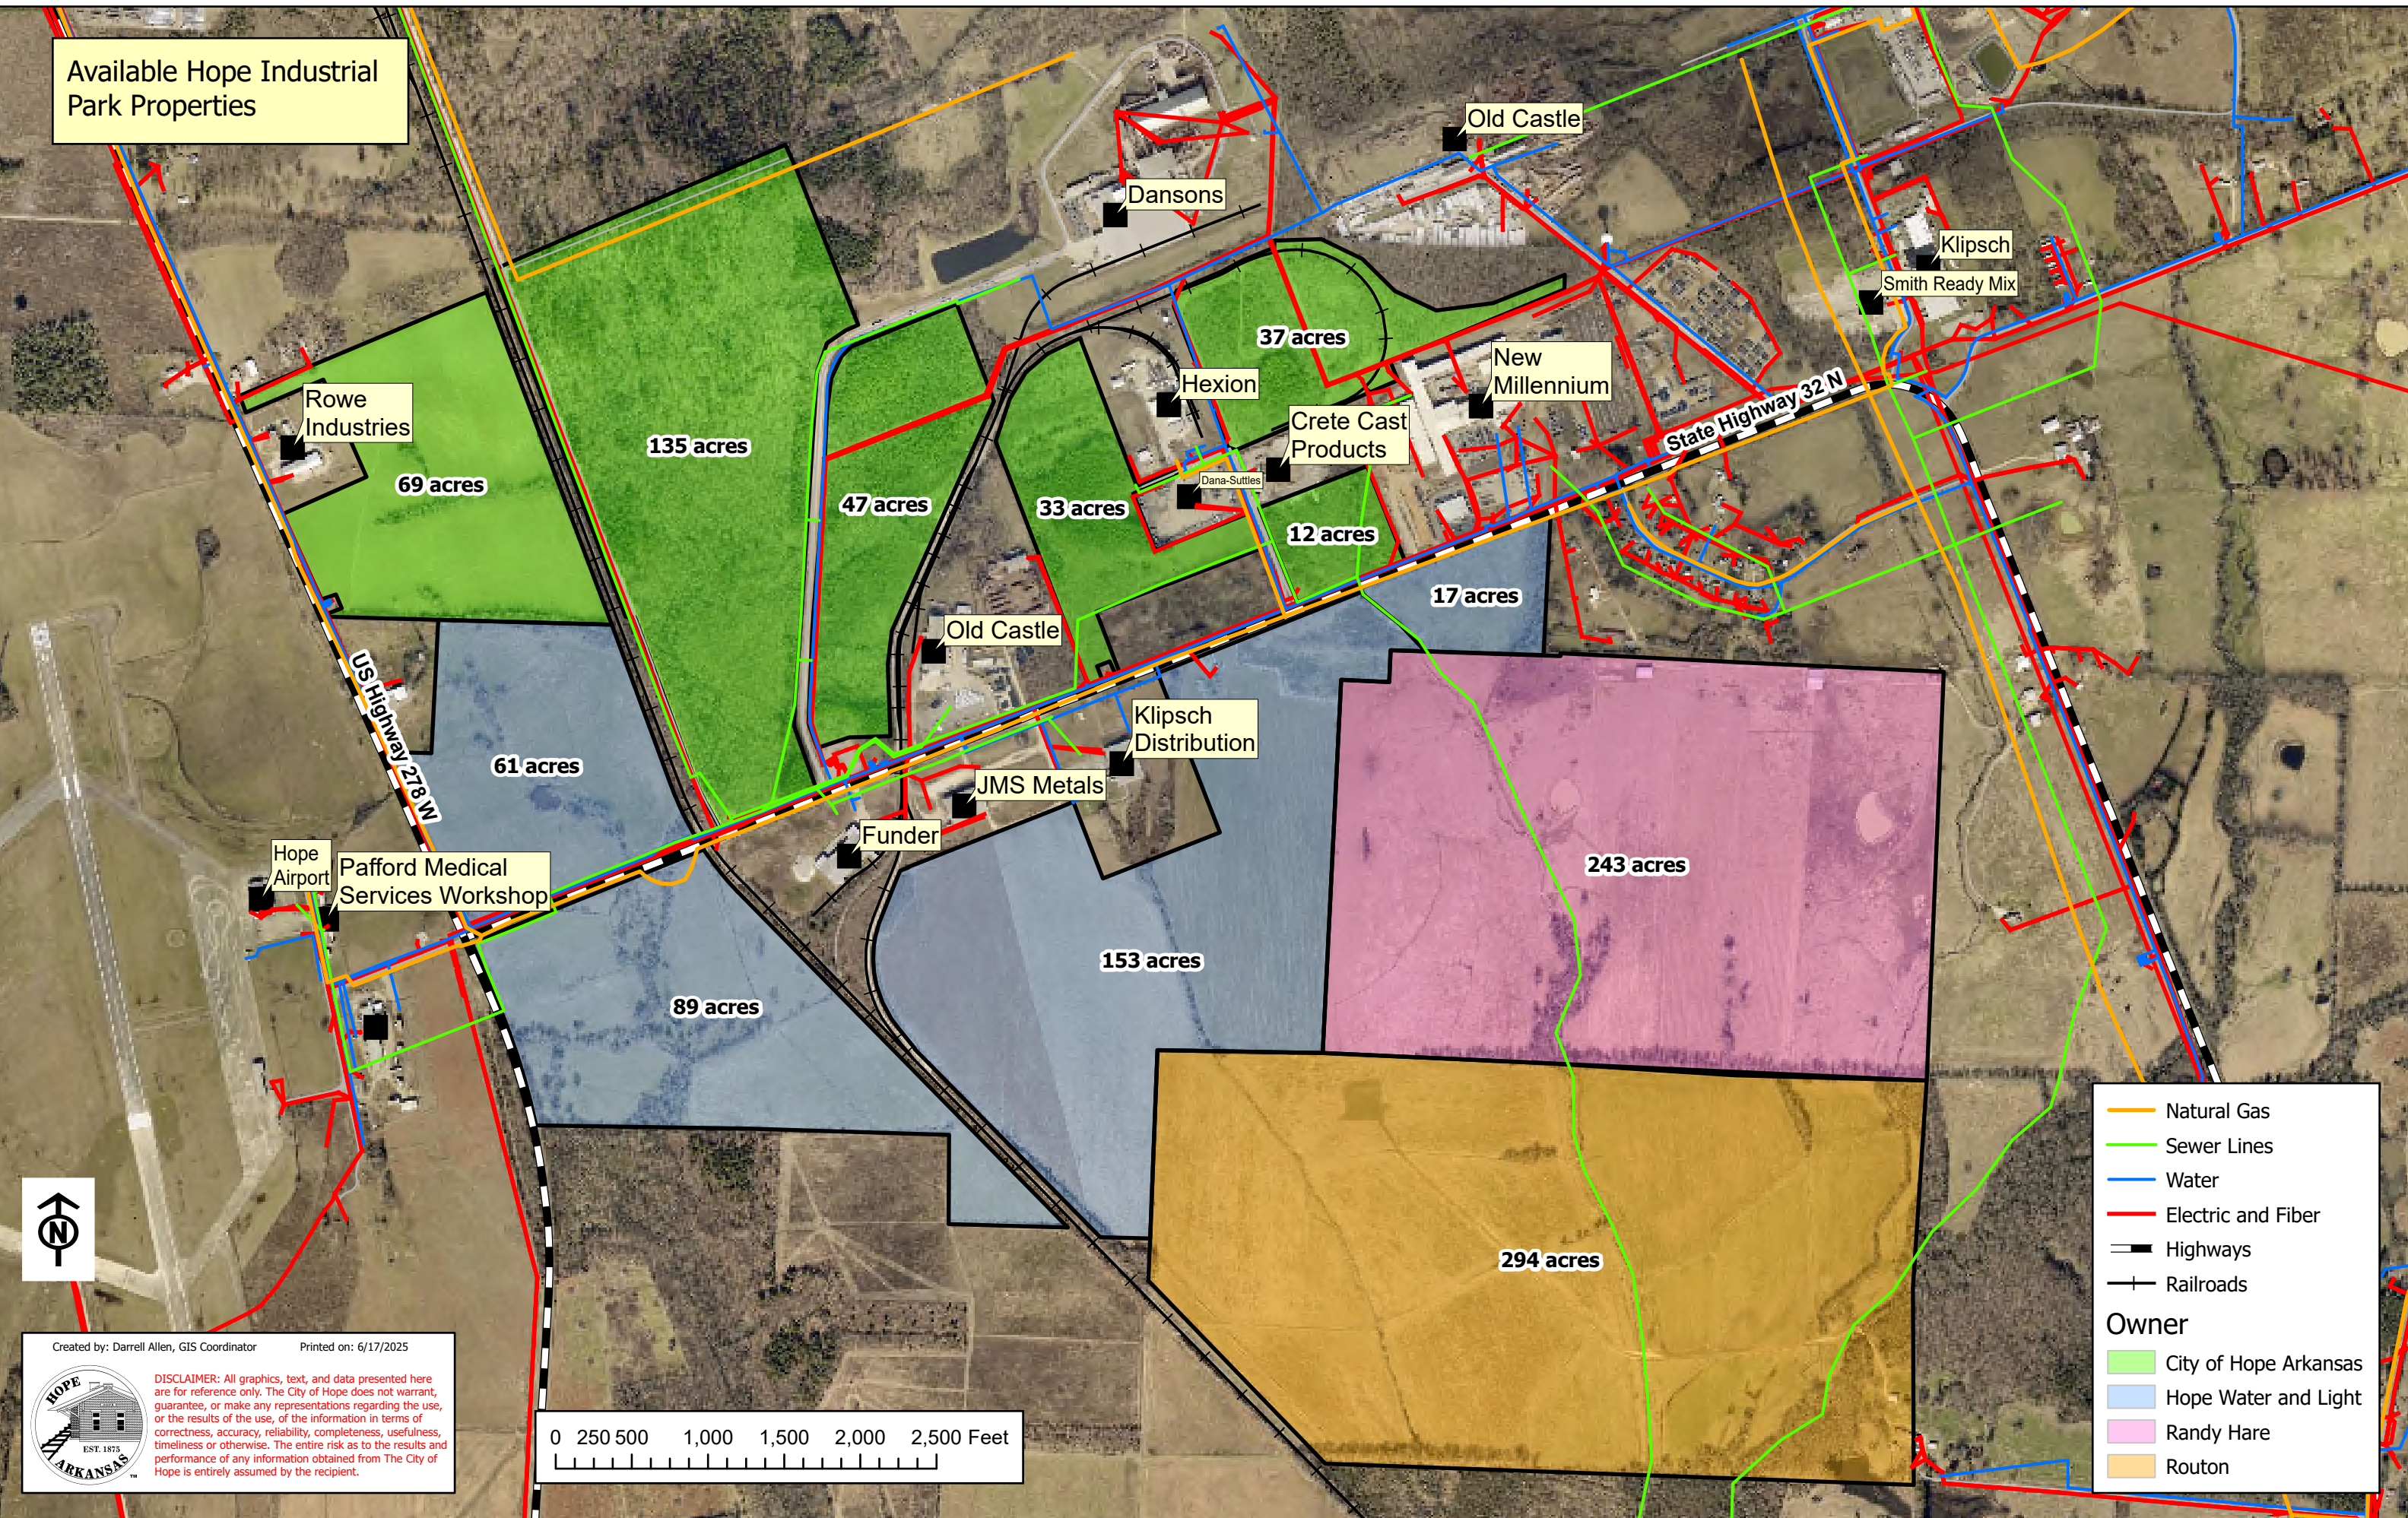 Available Hope Industrial
Park Properties
Old Castle
Dansons
Klipsch
Smith Ready Mix
37 acres
New
Millennium
Hexion
Rowe
Industries
Crete Cast
Products
State Highway 32 N
135 acres
69 acres
47 acres
33 acres
Dana-Suttles
12 acres
17 acres
Old Castle
US Highway 278 W
Klipsch
Distribution
61 acres
JMS Metals
Funder
Hope
Airport
Pafford Medical
Services Workshop
243 acres
153 acres
89 acres
294 acres
N
Natural Gas
Sewer Lines
Water
Electric and Fiber
Highways
Railroads
Owner
City of Hope Arkansas
Hope Water and Light
Randy Hare
Routon
Created by: Darrell Allen, GIS Coordinator
Printed on: 6/17/2025
HOPE
EST. 1875
ARKANSAS
TM
DISCLAIMER: All graphics, text, and data presented here
are for reference only. The City of Hope does not warrant,
guarantee, or make any representations regarding the use,
or the results of the use, of the information in terms of
correctness, accuracy, reliability, completeness, usefulness,
timeliness or otherwise. The entire risk as to the results and
performance of any information obtained from The City of
Hope is entirely assumed by the recipient.
0 250 500 1,000 1,500 2,000 2,500 Feet